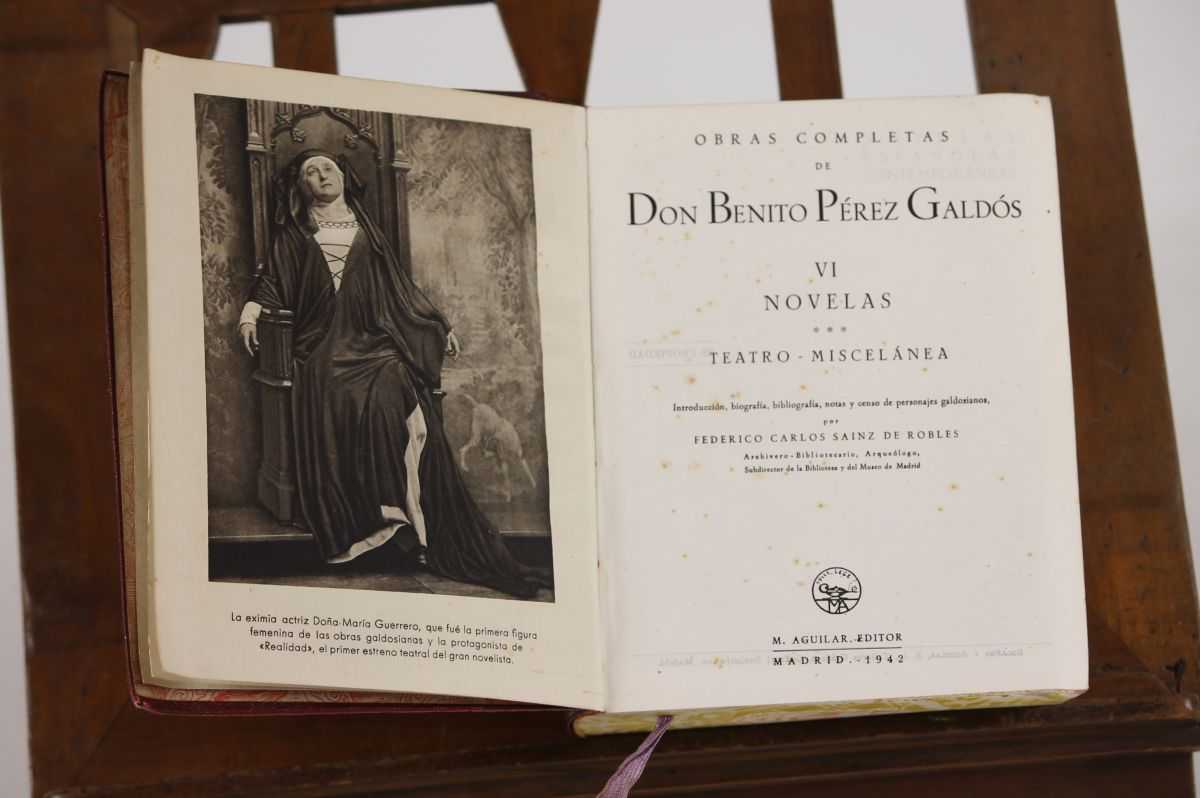 La eximia actriz Doña María Guerrero, que fué la primera figura
femenina de las obras galdosianas y la protagonista de
«Realidad», el primer estreno teatral del gran novelista.
OBRAS COMPLETAS
DE
DON BENITO PÉREZ GALDÓS
VI
NOVELAS
TEATRO - MISCELÁNEA
Introducción, biografía, bibliografía, notas y censo de personajes galdosianos,
por
FEDERICO CARLOS SAINZ DE ROBLES
Archivero-Bibliotecario, Arqueólogo,
Subdirector de la Biblioteca y del Museo de Madrid
MA
M. AGUILAR. EDITOR
MADRID. - 1942